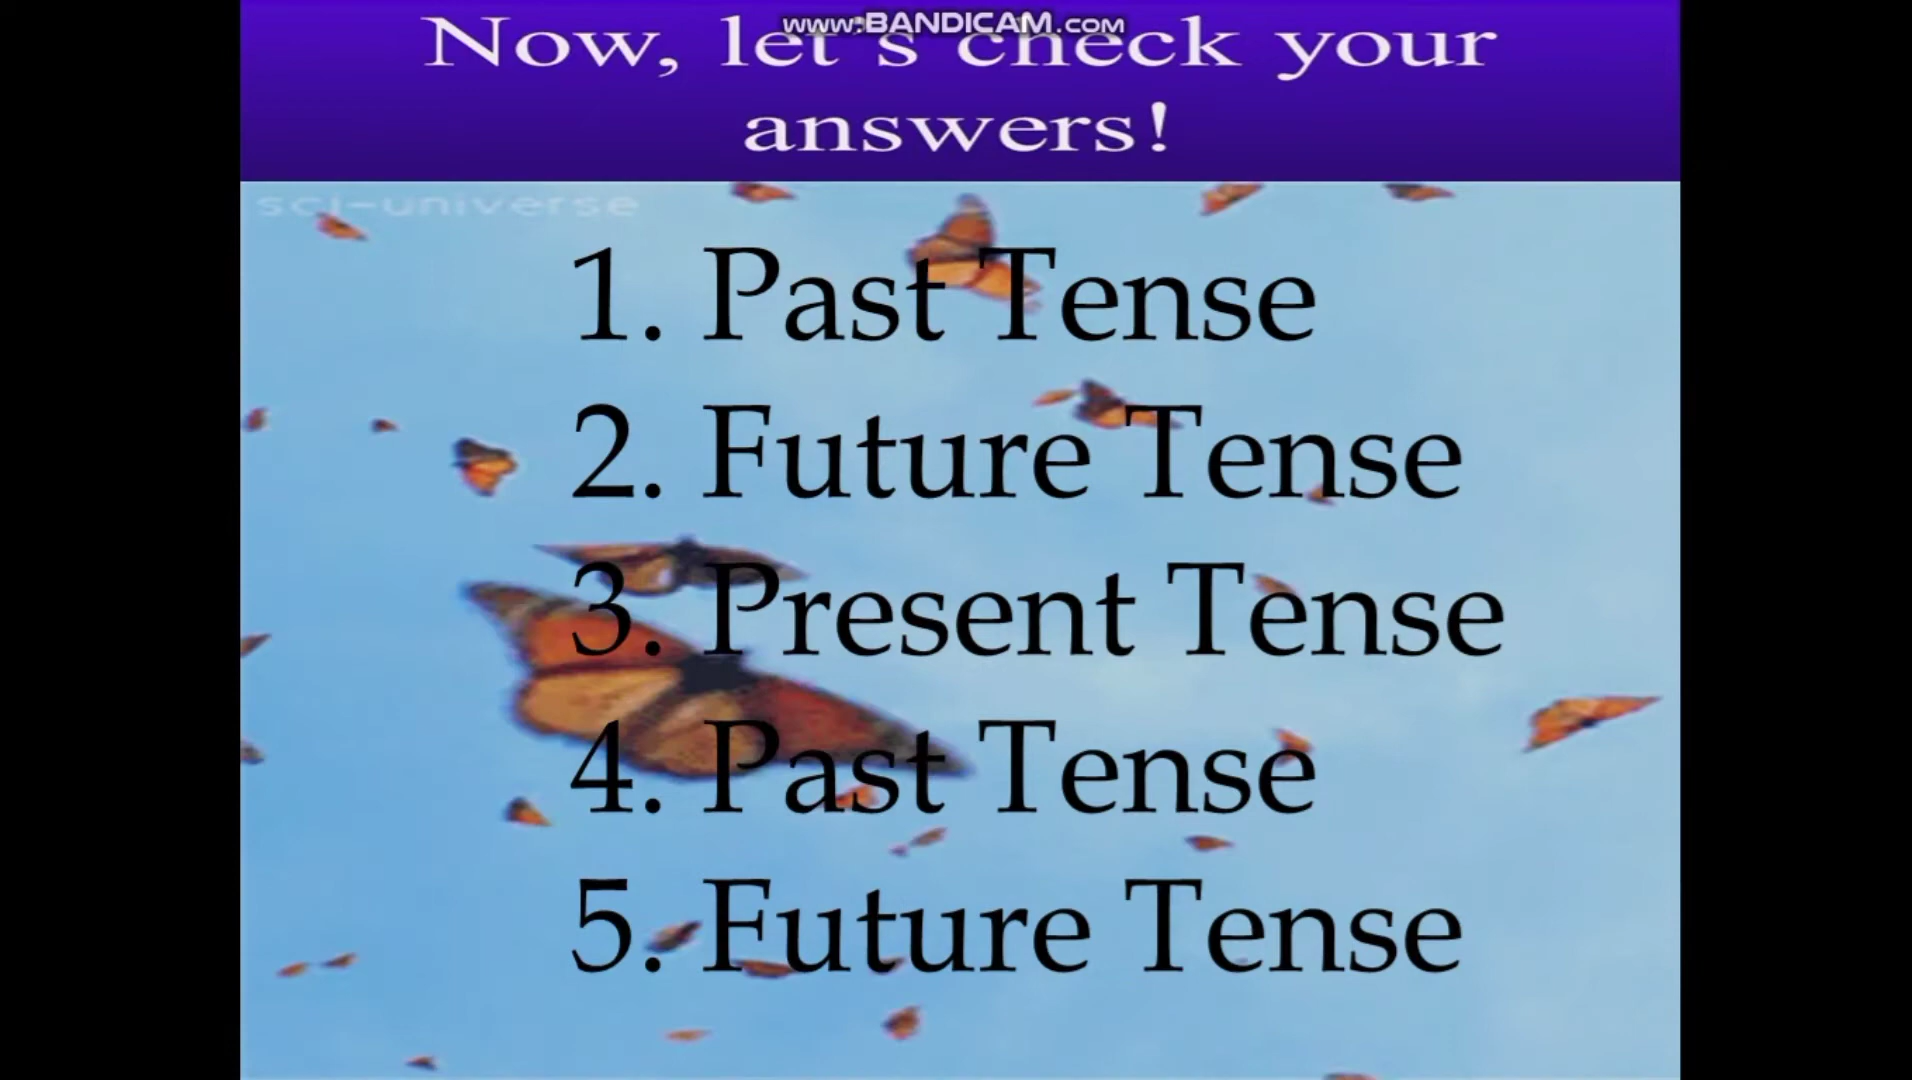 www.BANDICAM.com
Now, let's check your
answers!
sci-universe
1. Past Tense
2. Future Tense
3. Present Tense
4. Past Tense
5. Future Tense